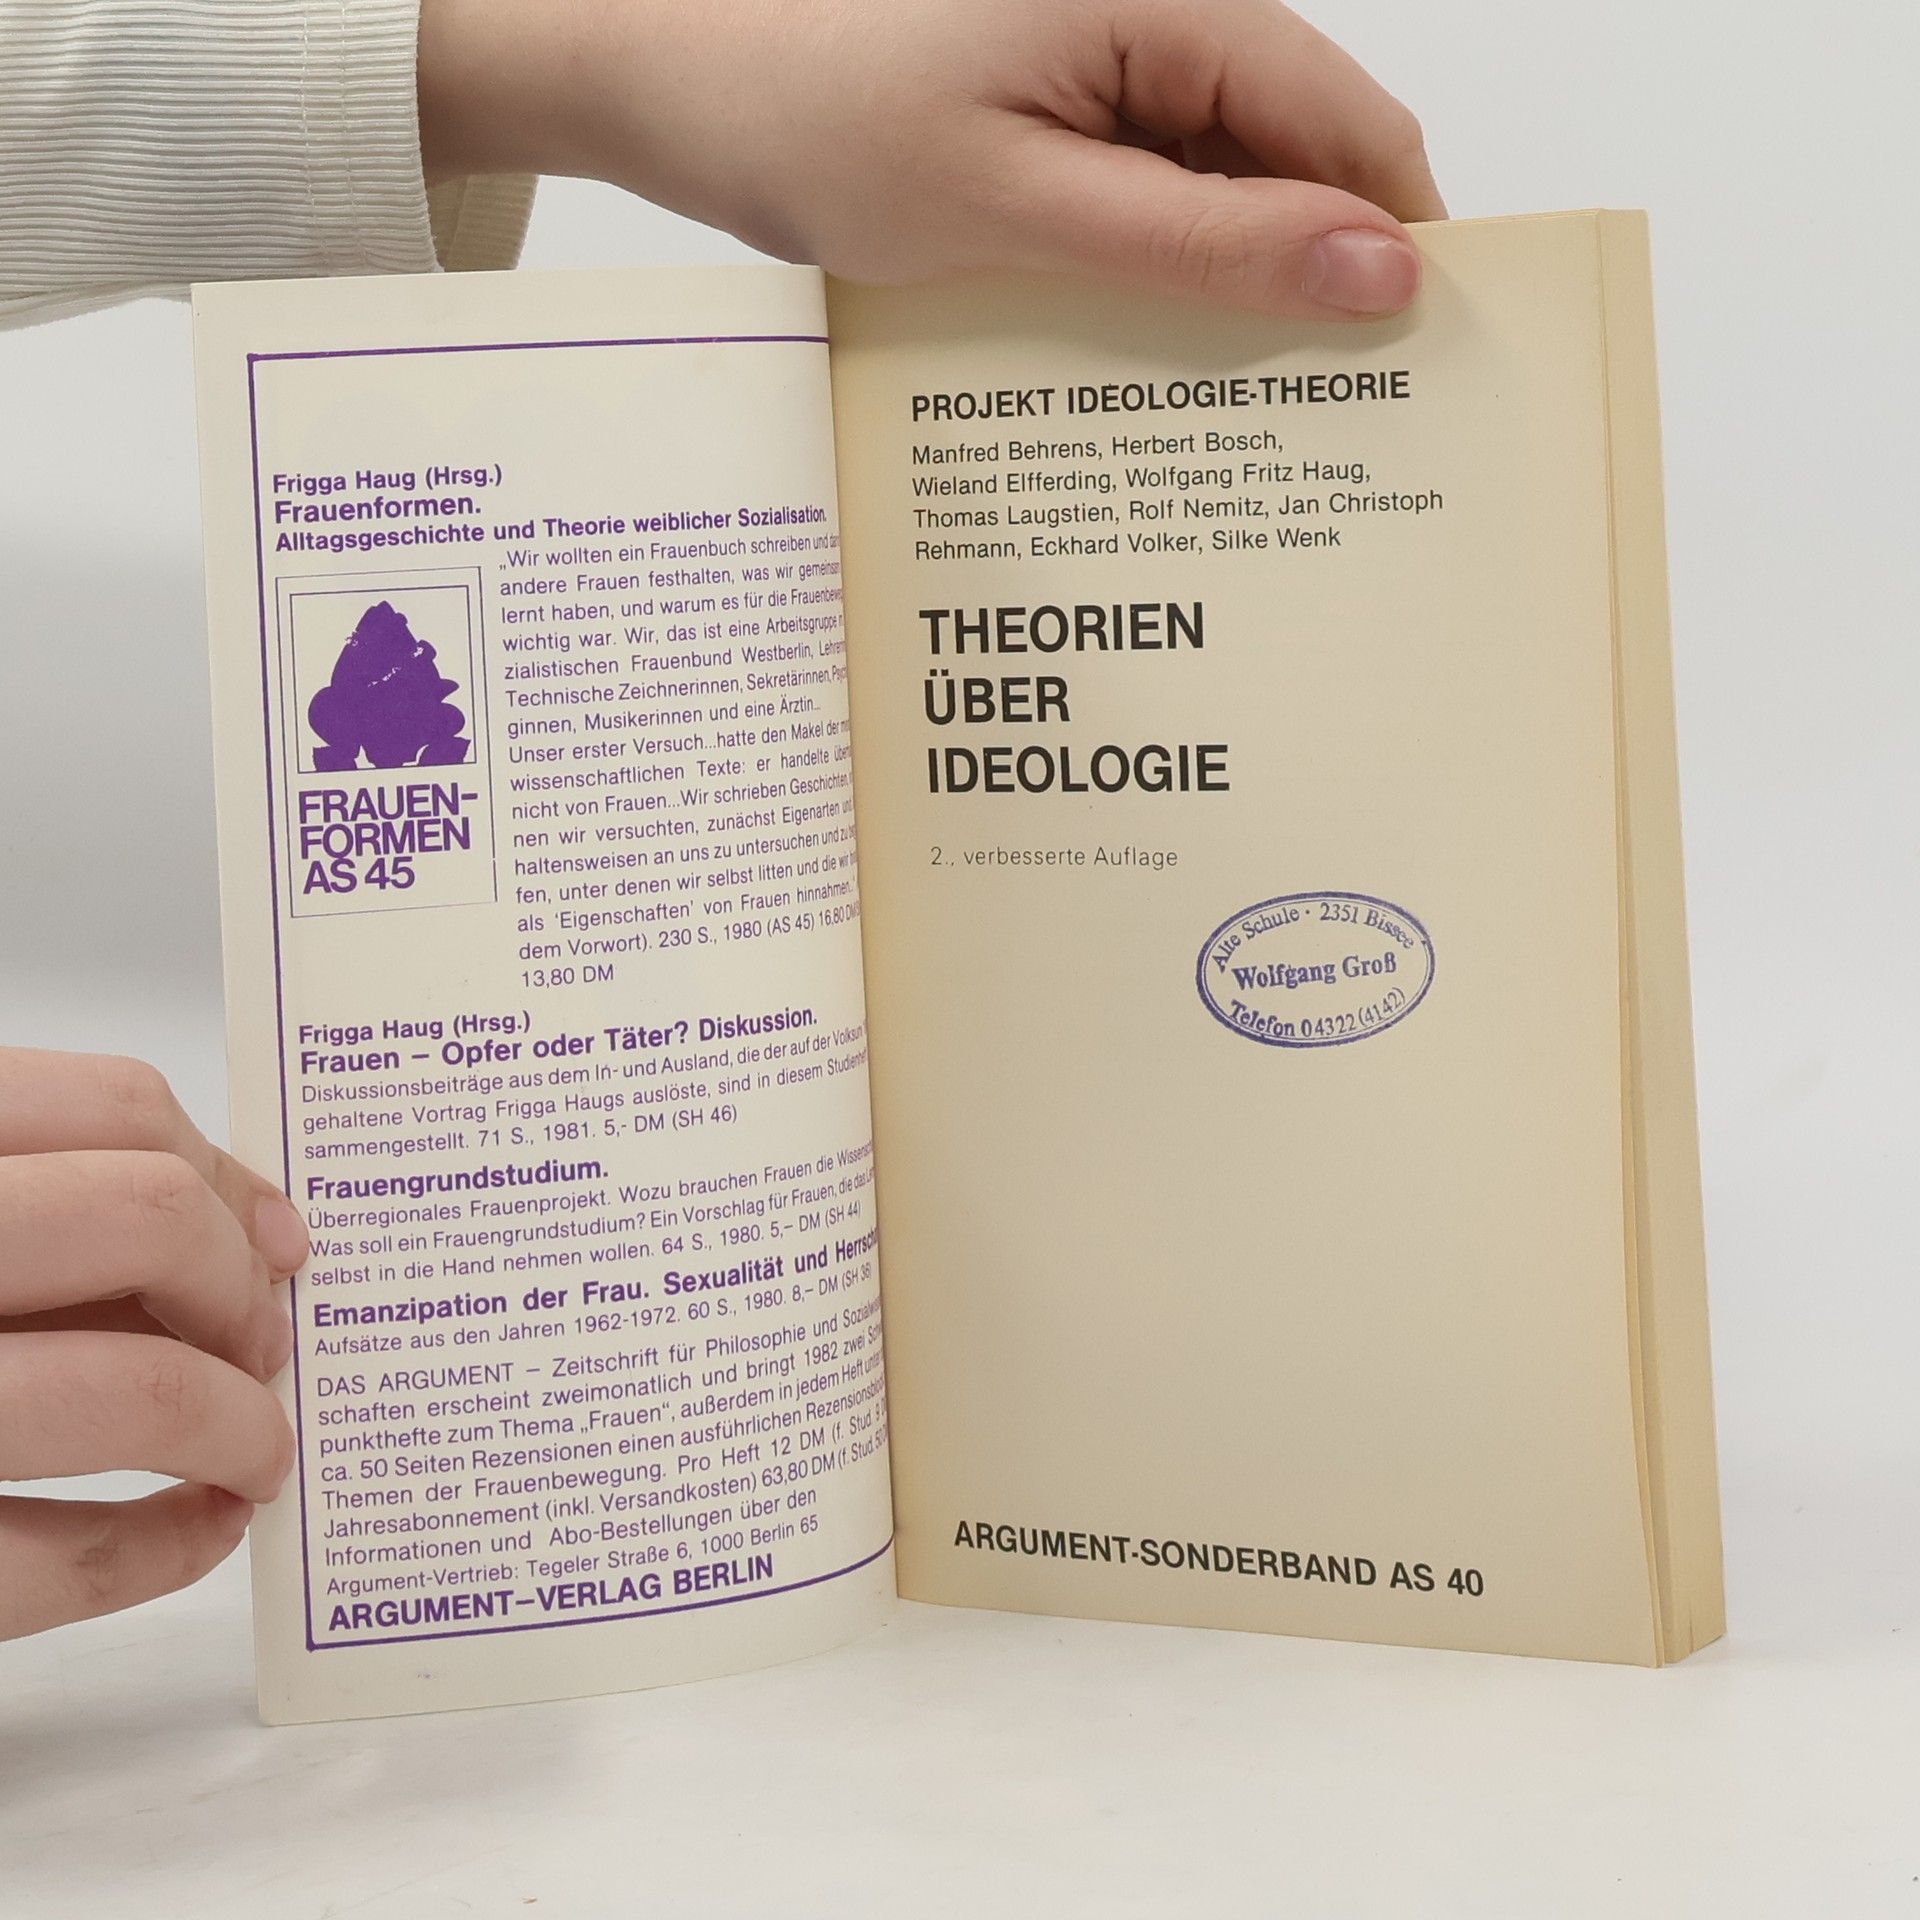 Frigga Haug (Hrsg.)
Frauenformen.
Alltagsgeschichte und Theorie weiblicher Sozialisation.
„Wir wollten ein Frauenbuch schreiben und
andere Frauen festhalten, was wir gemeinsam
lernt haben, und warum es für die
wichtig war. Wir, das ist eine Arbeitsgruppe
zialistischen Frauenbund Westberlin,
Technische Zeichnerinnen, Sekretärinnen,
ginnen, Musikerinnen und eine Ärztin...
Unser erster Versuch...hatte den Makel der
wissenschaftlichen Texte: er handelte
nicht von Frauen...Wir schrieben Geschichten,
nen wir versuchten, zunächst Eigenarten
haltensweisen an uns zu untersuchen und
fen, unter denen wir selbst litten und die wir
als ‘Eigenschaften’ von Frauen hinnahmen..
dem Vorwort). 230 S., 1980 (AS 45) 16,80
13,80 DM
FRAUEN-
FORMEN
AS 45
Frigga Haug (Hrsg.)
Frauen – Opfer oder Täter? Diskussion.
Diskussionsbeiträge aus dem In- und Ausland, die der auf der
gehaltene Vortrag Frigga Haugs auslöste, sind in diesem
sammengestellt. 71 S., 1981. 5,- DM (SH 46)
Frauengrundstudium.
Überregionales Frauenprojekt. Wozu brauchen Frauen die
Was soll ein Frauengrundstudium? Ein Vorschlag für Frauen, die das
selbst in die Hand nehmen wollen. 64 S., 1980. 5,– DM (SH 44)
Emanzipation der Frau. Sexualität und
Aufsätze aus den Jahren 1962-1972. 60 S., 1980. 8,– DM (SH 36)
DAS ARGUMENT – Zeitschrift für Philosophie und
schaften erscheint zweimonatlich und bringt 1982 zwei
punkthefte zum Thema „Frauen“, außerdem in jedem Heft
ca. 50 Seiten Rezensionen einen ausführlichen
Themen der Frauenbewegung. Pro Heft 12 DM (f. Stud.
Jahresabonnement (inkl. Versandkosten) 63,80 DM (f. Stud.
Informationen und Abo-Bestellungen über den
Argument-Vertrieb: Tegeler Straße 6, 1000 Berlin 65
ARGUMENT–VERLAG BERLIN
PROJEKT IDEOLOGIE-THEORIE
Manfred Behrens, Herbert Bosch,
Wieland Elfferding, Wolfgang Fritz Haug,
Thomas Laugstien, Rolf Nemitz, Jan Christoph
Rehmann, Eckhard Volker, Silke Wenk
THEORIEN
ÜBER
IDEOLOGIE
2., verbesserte Auflage
Alte Schule · 2351 Bissee
Wolfgang Groß
Telefon 04322 (4142)
ARGUMENT-SONDERBAND AS 40